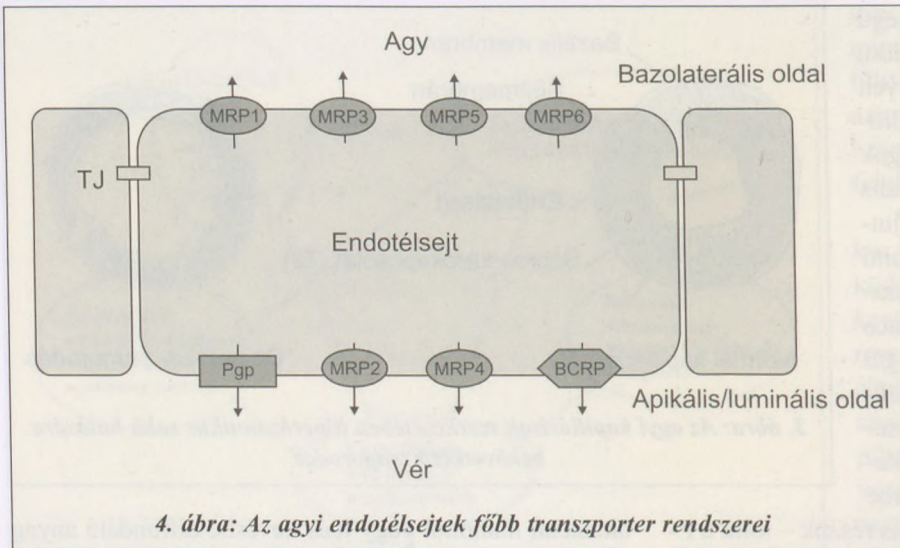 Agy
Bazolaterális oldal
MRP1 MRP3 MRP5 MRP6
TJ
Endotélsejt
Pgp MRP2 MRP4 BCRP
Apikális/luminális oldal
Vér
4. ábra: Az agyi endotélsejtek főbb transzporter rendszerei